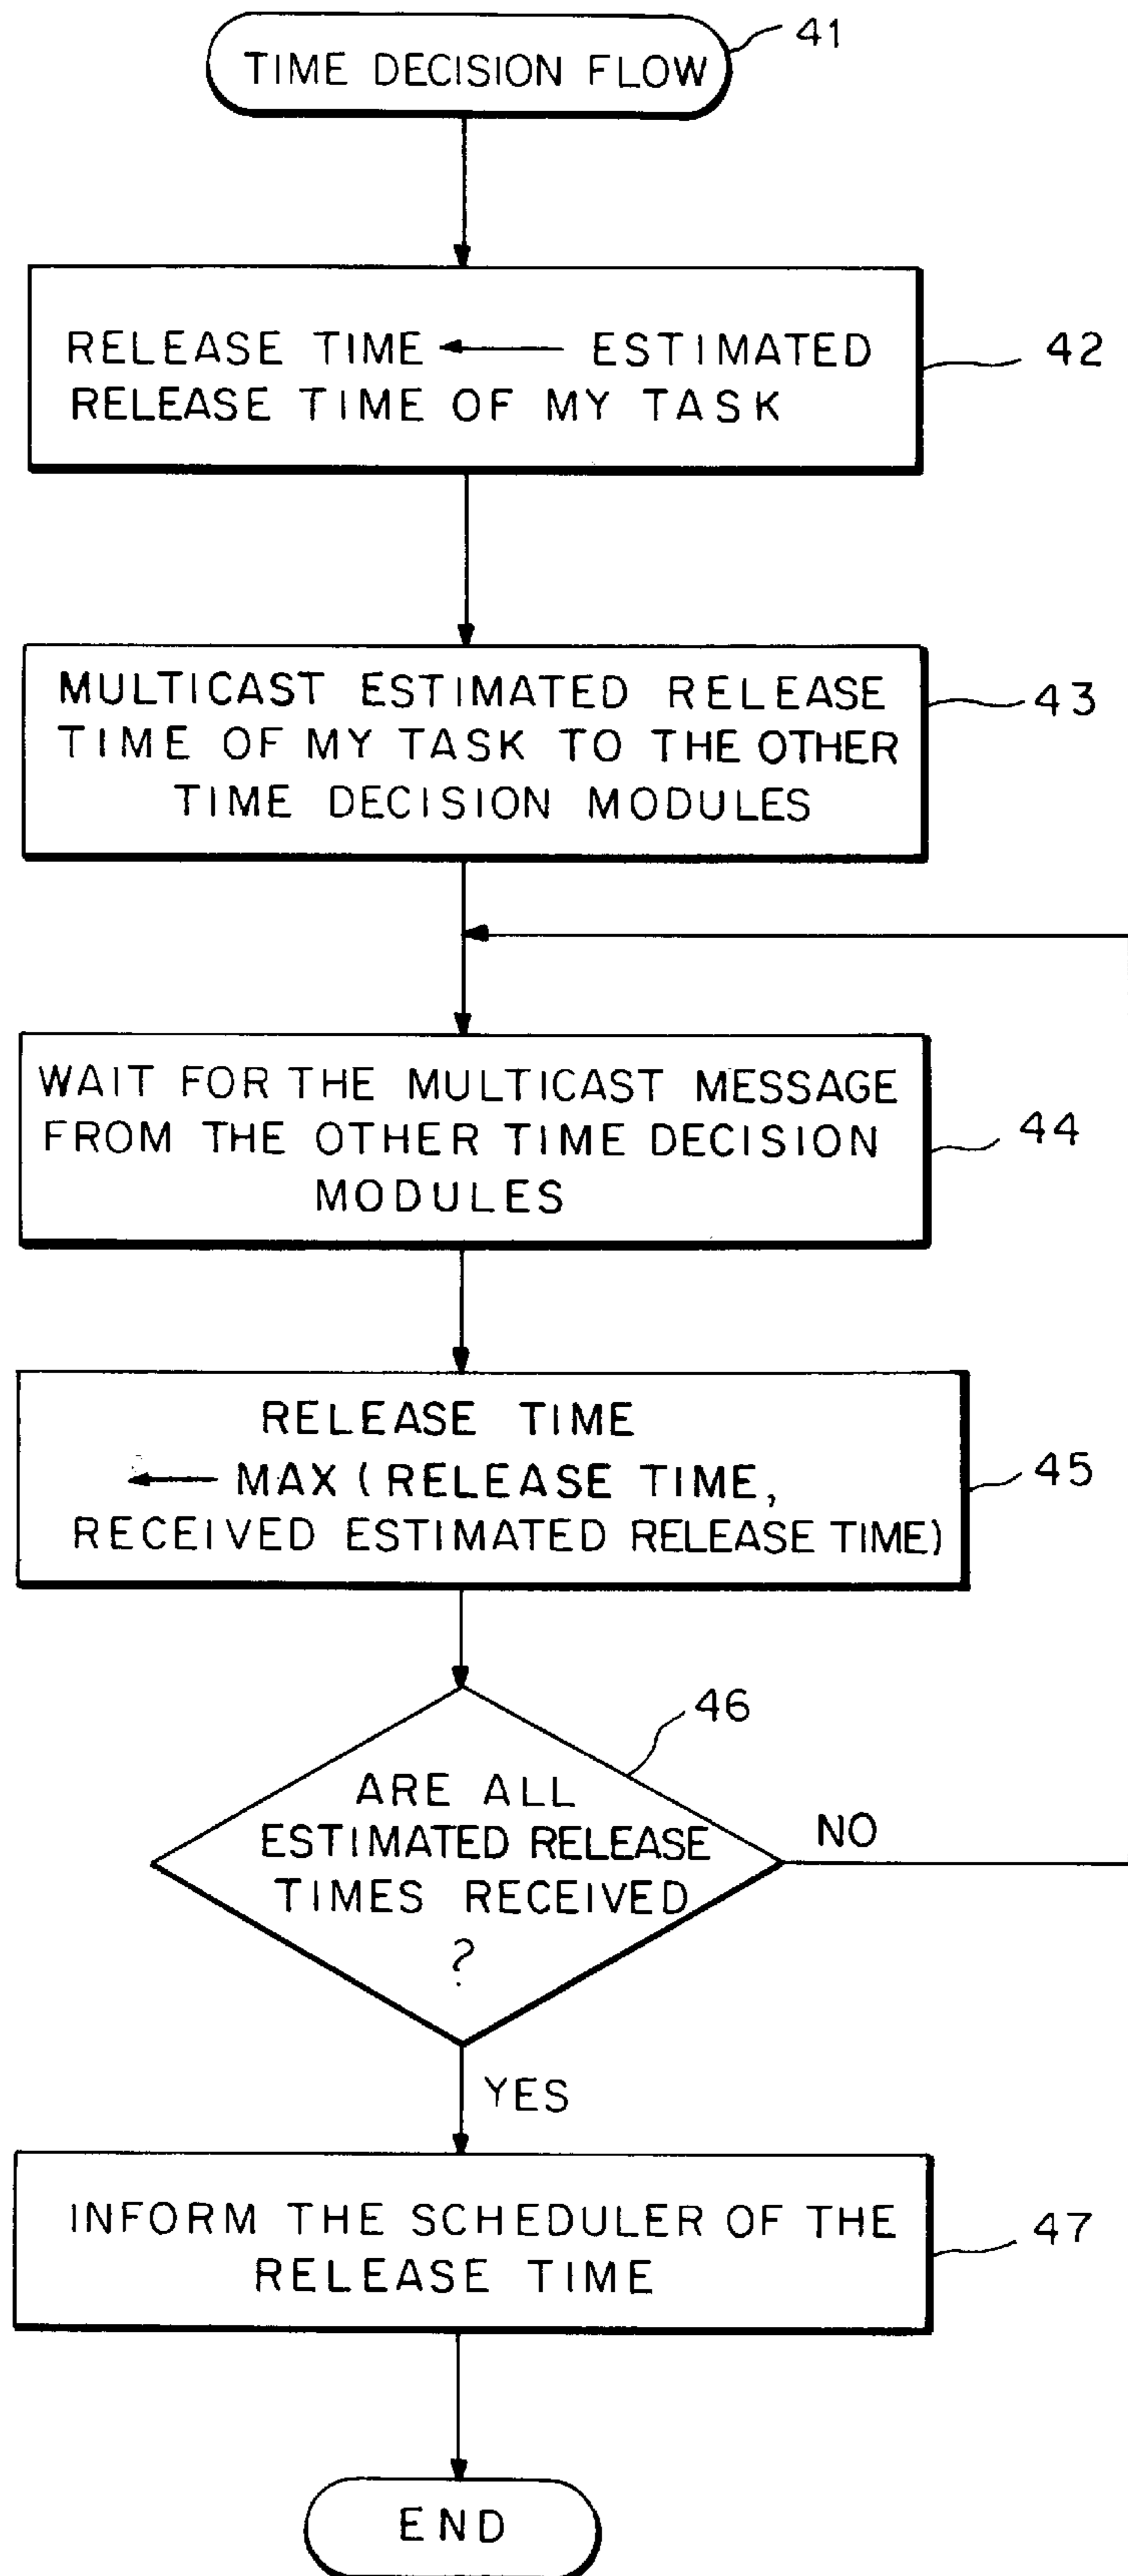 TIME DECISION FLOW
41
RELEASE TIME ← ESTIMATED
RELEASE TIME OF MY TASK
42
MULTICAST ESTIMATED RELEASE
TIME OF MY TASK TO THE OTHER
TIME DECISION MODULES
43
WAIT FOR THE MULTICAST MESSAGE
FROM THE OTHER TIME DECISION
MODULES
44
RELEASE TIME
← MAX (RELEASE TIME,
RECEIVED ESTIMATED RELEASE TIME)
45
46
ARE ALL
ESTIMATED RELEASE
TIMES RECEIVED
?
NO
YES
INFORM THE SCHEDULER OF THE
RELEASE TIME
47
END